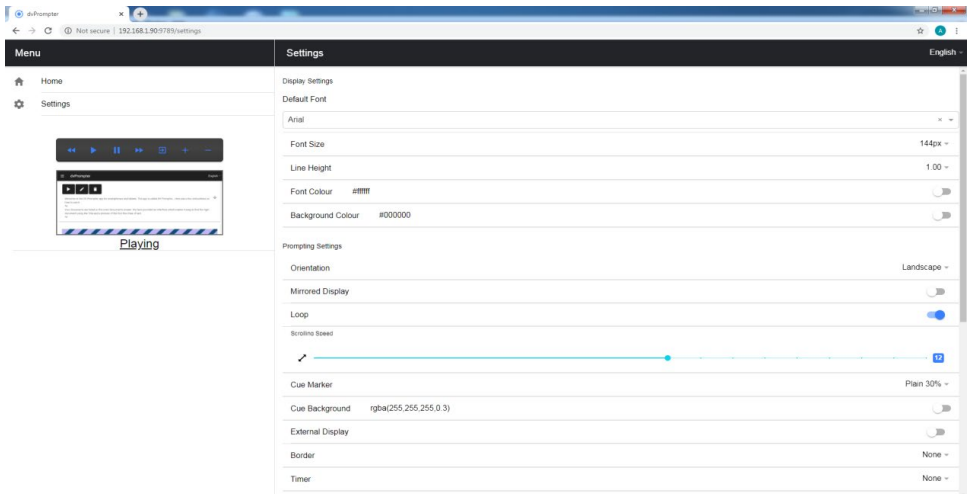 dvPrompter
Not secure | 192.168.1.90:9789/settings
A
Menu
Settings
English
Home
Settings
dvPrompter
Playing
Display Settings
Default Font
Arial
Font Size 144px
Line Height 1.00
Font Colour #ffffff
Background Colour #000000
Prompting Settings
Orientation Landscape
Mirrored Display
Loop
Scrolling Speed
12
Cue Marker Plain 30%
Cue Background rgba(255,255,255,0.3)
External Display
Border None
Timer None